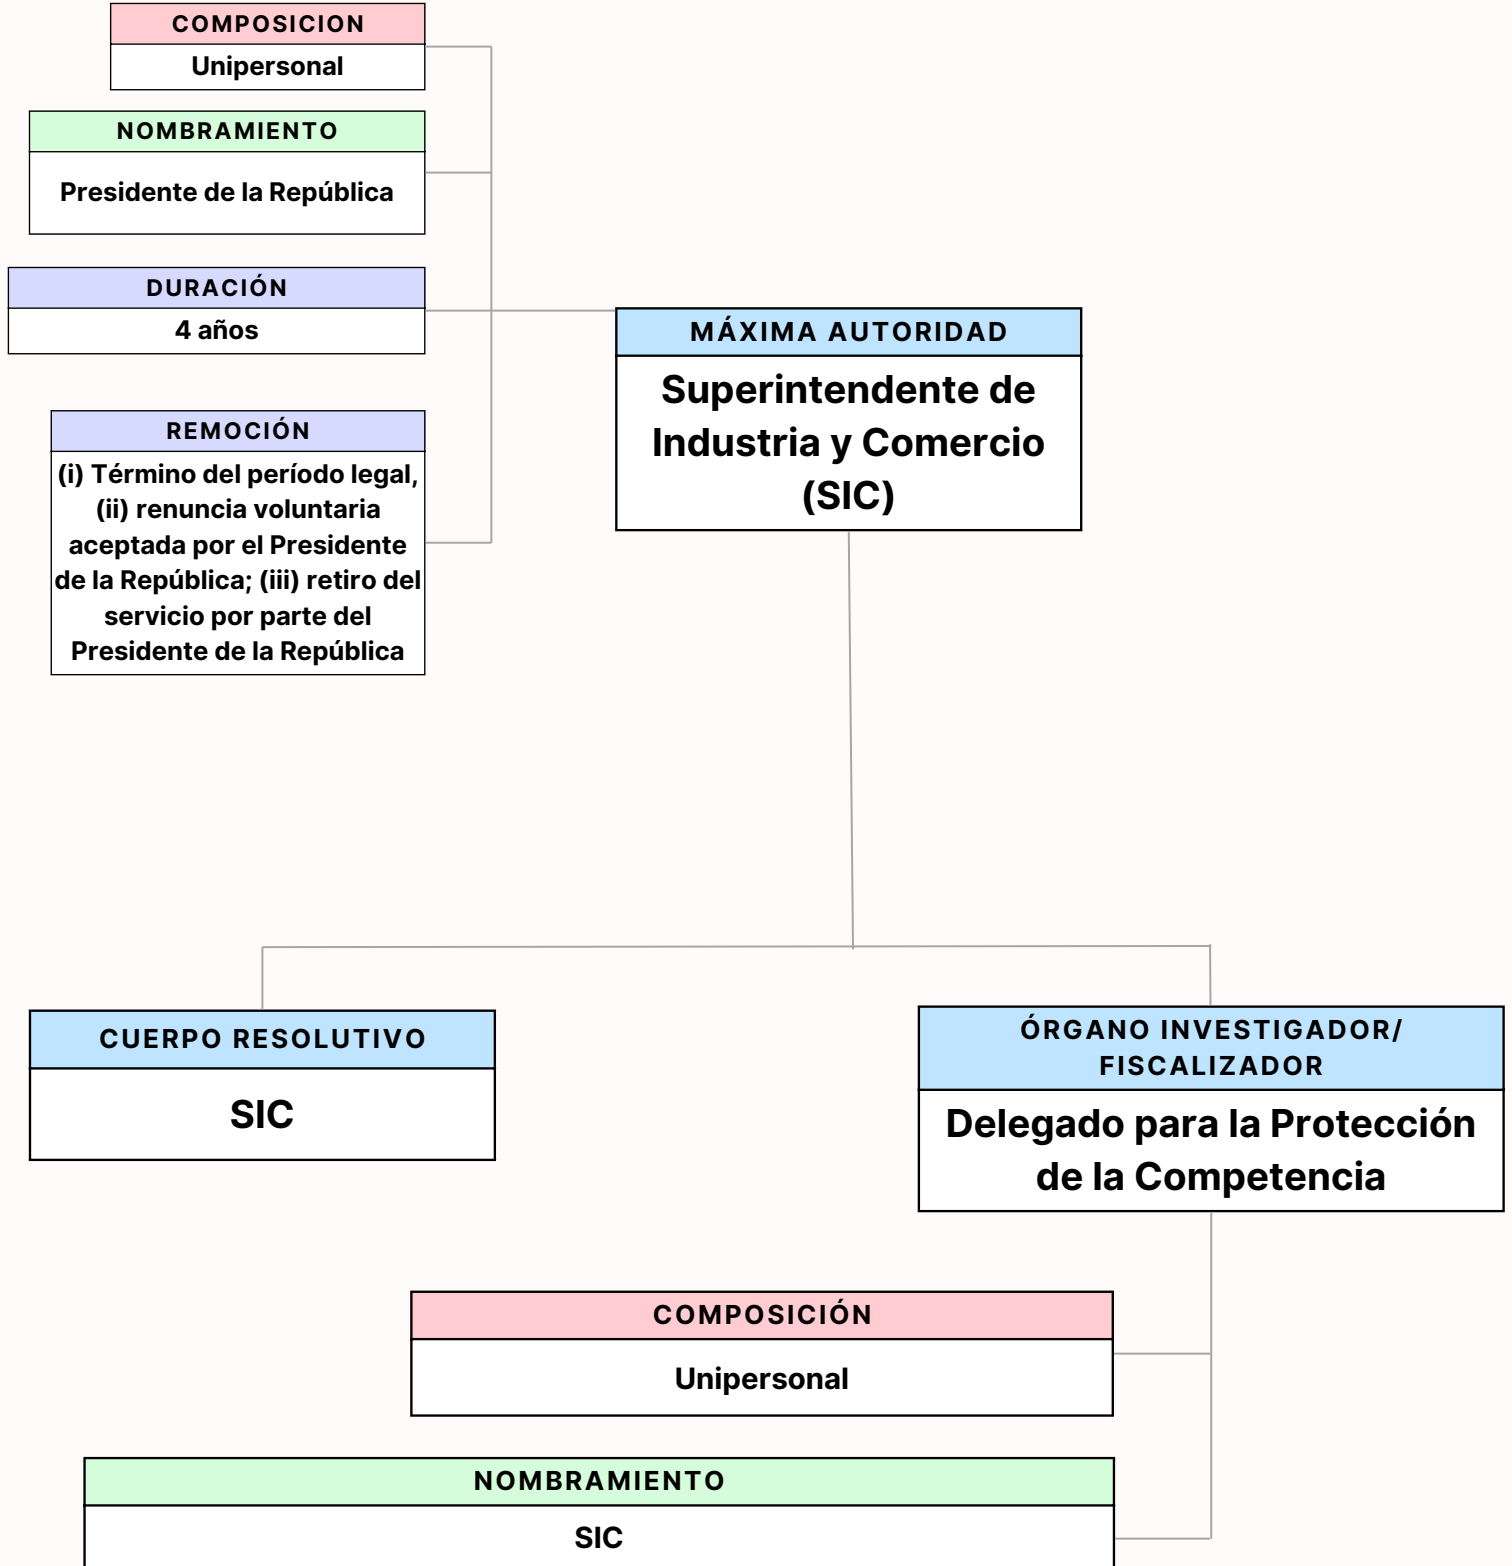 COMPOSICION
Unipersonal
NOMBRAMIENTO
Presidente de la República
DURACIÓN
4 años
REMOCIÓN
(i) Término del período legal,
(ii) renuncia voluntaria
aceptada por el Presidente
de la República; (iii) retiro del
servicio por parte del
Presidente de la República
MÁXIMA AUTORIDAD
Superintendente de
Industria y Comercio
(SIC)
CUERPO RESOLUTIVO
SIC
ÓRGANO INVESTIGADOR/
FISCALIZADOR
Delegado para la Protección
de la Competencia
COMPOSICIÓN
Unipersonal
NOMBRAMIENTO
SIC